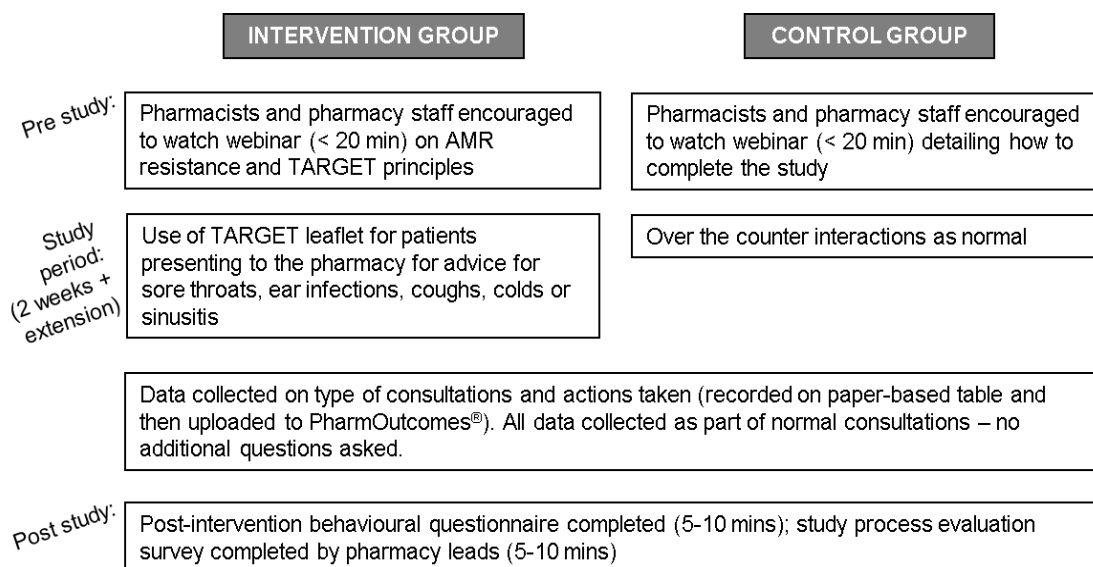 INTERVENTION GROUP
CONTROL GROUP
Pre study:
Pharmacists and pharmacy staff encouraged
to watch webinar (< 20 min) on AMR
resistance and TARGET principles
Pharmacists and pharmacy staff encouraged
to watch webinar (< 20 min) detailing how to
complete the study
Study
period:
(2 weeks +
extension)
Use of TARGET leaflet for patients
presenting to the pharmacy for advice for
sore throats, ear infections, coughs, colds or
sinusitis
Over the counter interactions as normal
Data collected on type of consultations and actions taken (recorded on paper-based table and
then uploaded to PharmOutcomes®). All data collected as part of normal consultations – no
additional questions asked.
Post study:
Post-intervention behavioural questionnaire completed (5-10 mins); study process evaluation
survey completed by pharmacy leads (5-10 mins)